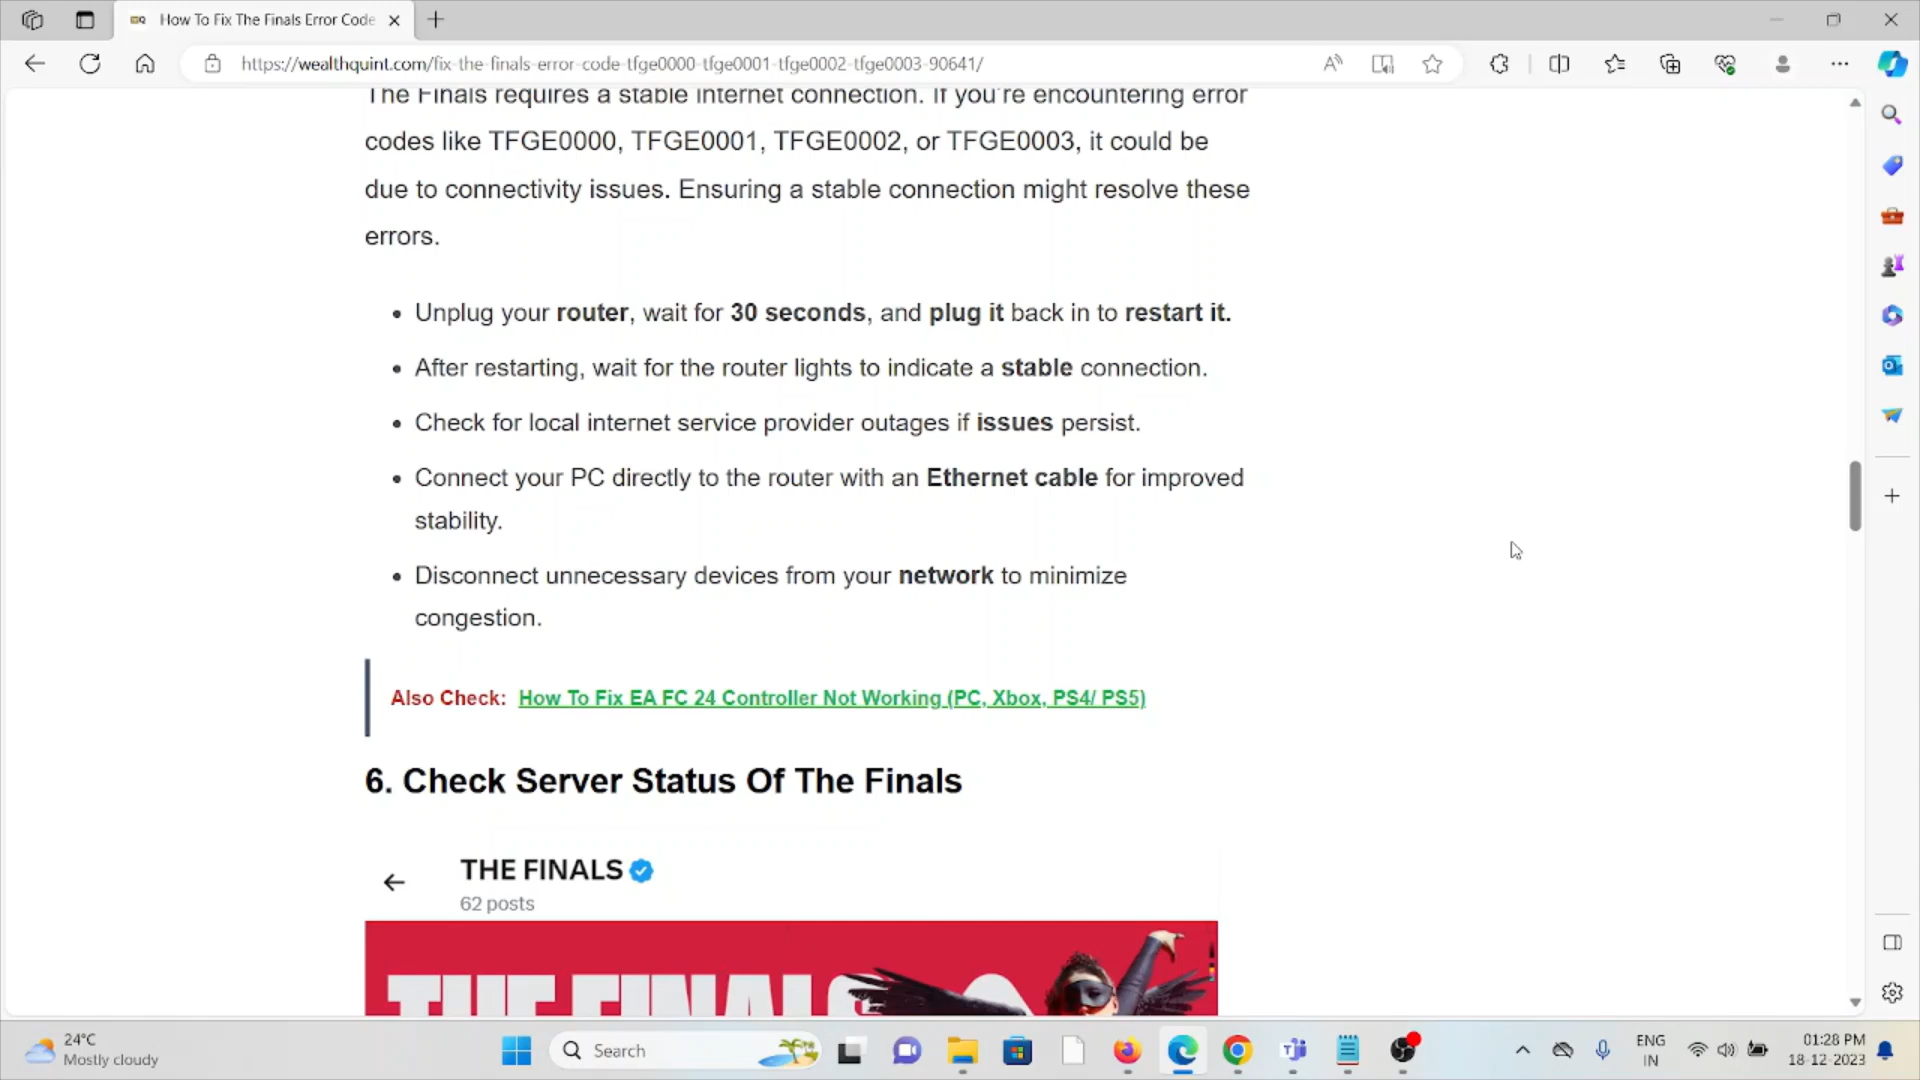 How To Fix The Finals Error Code
https://wealthquint.com/fix-the-finals-error-code-tfge0000-tfge0001-tfge0002-tfge0003-90641/
The Finals requires a stable internet connection. If you're encountering error
codes like TFGE0000, TFGE0001, TFGE0002, or TFGE0003, it could be
due to connectivity issues. Ensuring a stable connection might resolve these
errors.
• Unplug your router, wait for 30 seconds, and plug it back in to restart it.
• After restarting, wait for the router lights to indicate a stable connection.
• Check for local internet service provider outages if issues persist.
• Connect your PC directly to the router with an Ethernet cable for improved
stability.
• Disconnect unnecessary devices from your network to minimize
congestion.
Also Check: How To Fix EA FC 24 Controller Not Working (PC, Xbox, PS4/ PS5)
6. Check Server Status Of The Finals
THE FINALS
62 posts
THE FINALS
24°C
Mostly cloudy
Search
ENG
IN
01:28 PM
18-12-2023